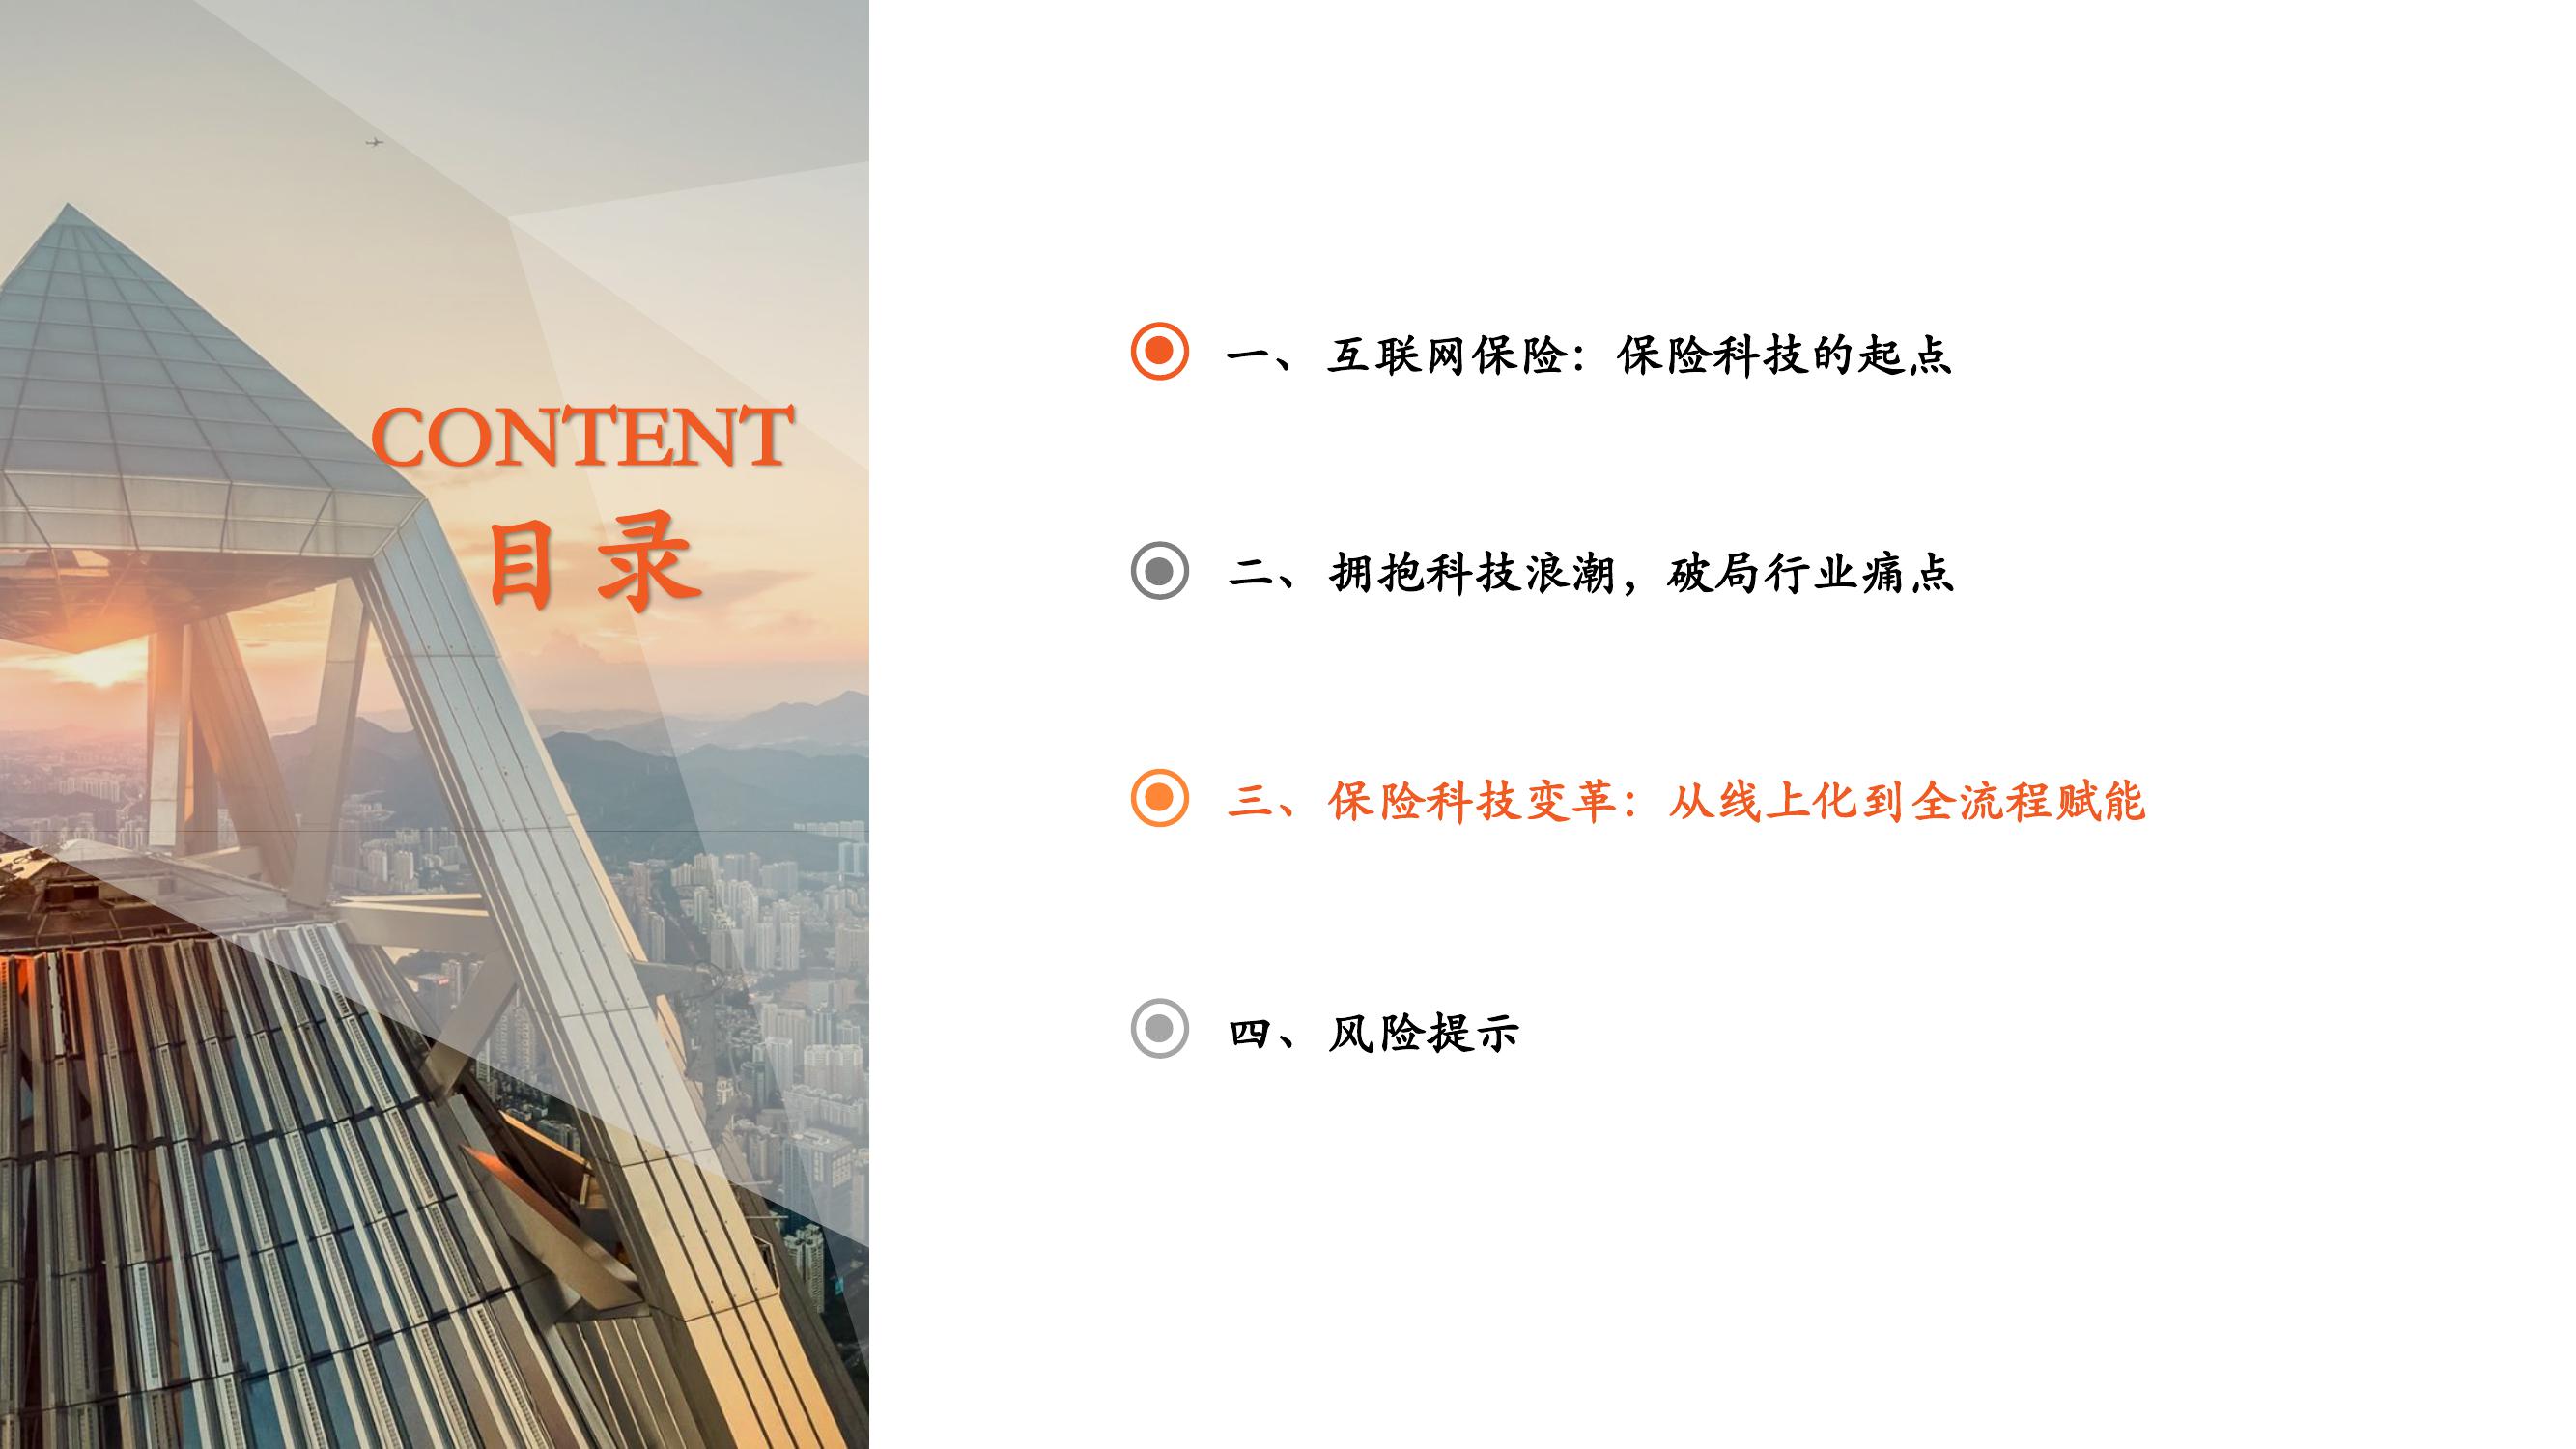 CONTENT
目录
一、互联网保险：保险科技的起点
二、拥抱科技浪潮，破局行业痛点
三、保险科技变革：从线上化到全流程赋能
四、风险提示